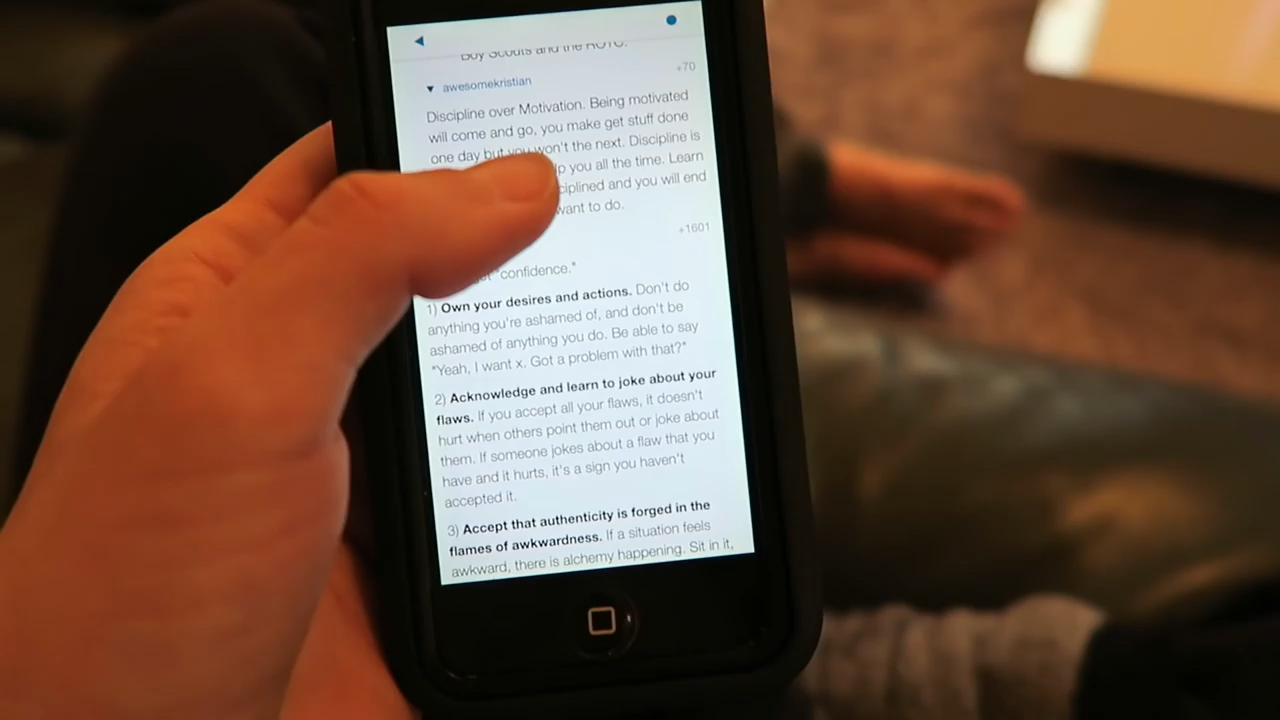 Boy Scouts and the ROTC.
awesomekristian
+70
Discipline over Motivation. Being motivated
will come and go, you make get stuff done
one day but you won't the next. Discipline is
you all the time. Learn
and you will end
want to do.
+1601
"confidence."
1) Own your desires and actions. Don't do
anything you're ashamed of, and don't be
ashamed of anything you do. Be able to say
"Yeah, I want x. Got a problem with that?"
2) Acknowledge and learn to joke about your
flaws. If you accept all your flaws, it doesn't
hurt when others point them out or joke about
them. If someone jokes about a flaw that you
have and it hurts, it's a sign you haven't
accepted it.
3) Accept that authenticity is forged in the
flames of awkwardness. If a situation feels
awkward, there is alchemy happening. Sit in it,